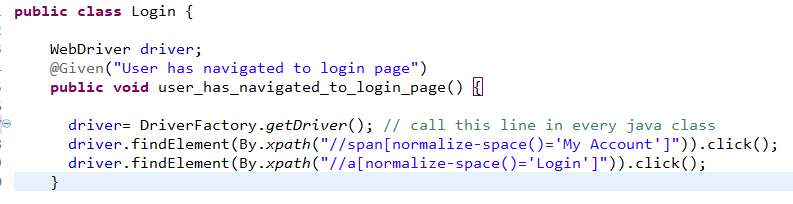 public class Login {
WebDriver driver;
@Given("User has navigated to login page")
public void user_has_navigated_to_login_page() {
driver= DriverFactory.getDriver(); // call this line in every java class
driver.findElement(By.xpath("//span[normalize-space()='My Account']")).click();
driver.findElement(By.xpath("//a[normalize-space()='Login']")).click();
}